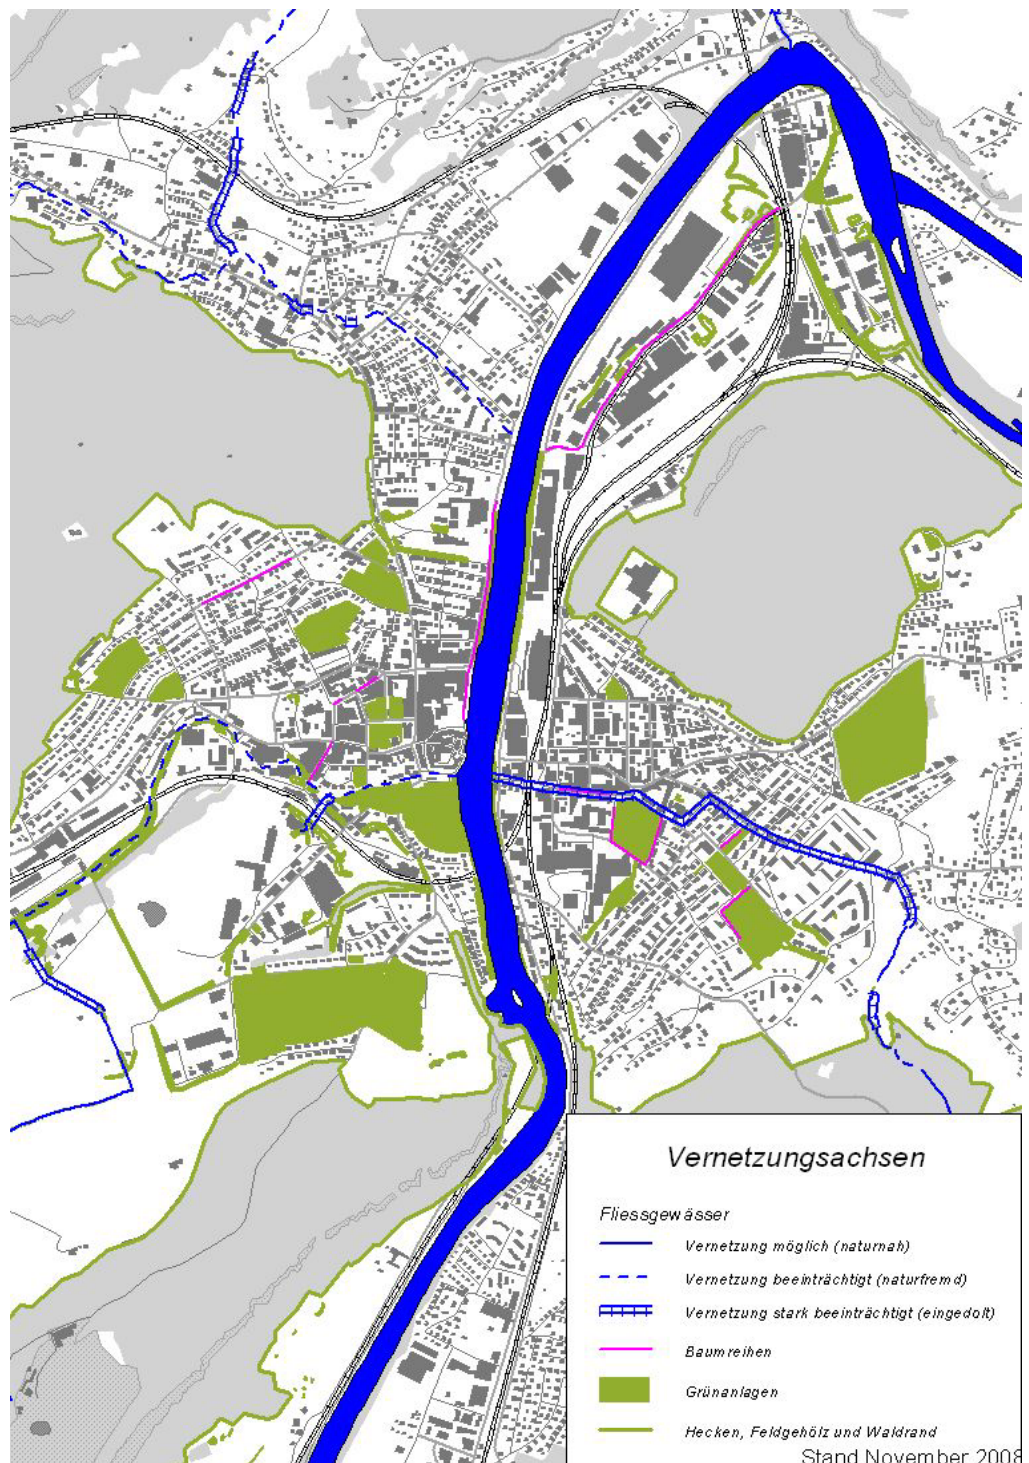 Vernetzungsachsen
Fliessgewässer
Vernetzung möglich (naturnah)
Vernetzung beeinträchtigt (naturfremd)
Vernetzung stark beeinträchtigt (eingedolt)
Baumreihen
Grünanlagen
Hecken, Feldgehölz und Waldrand
Stand November 2008